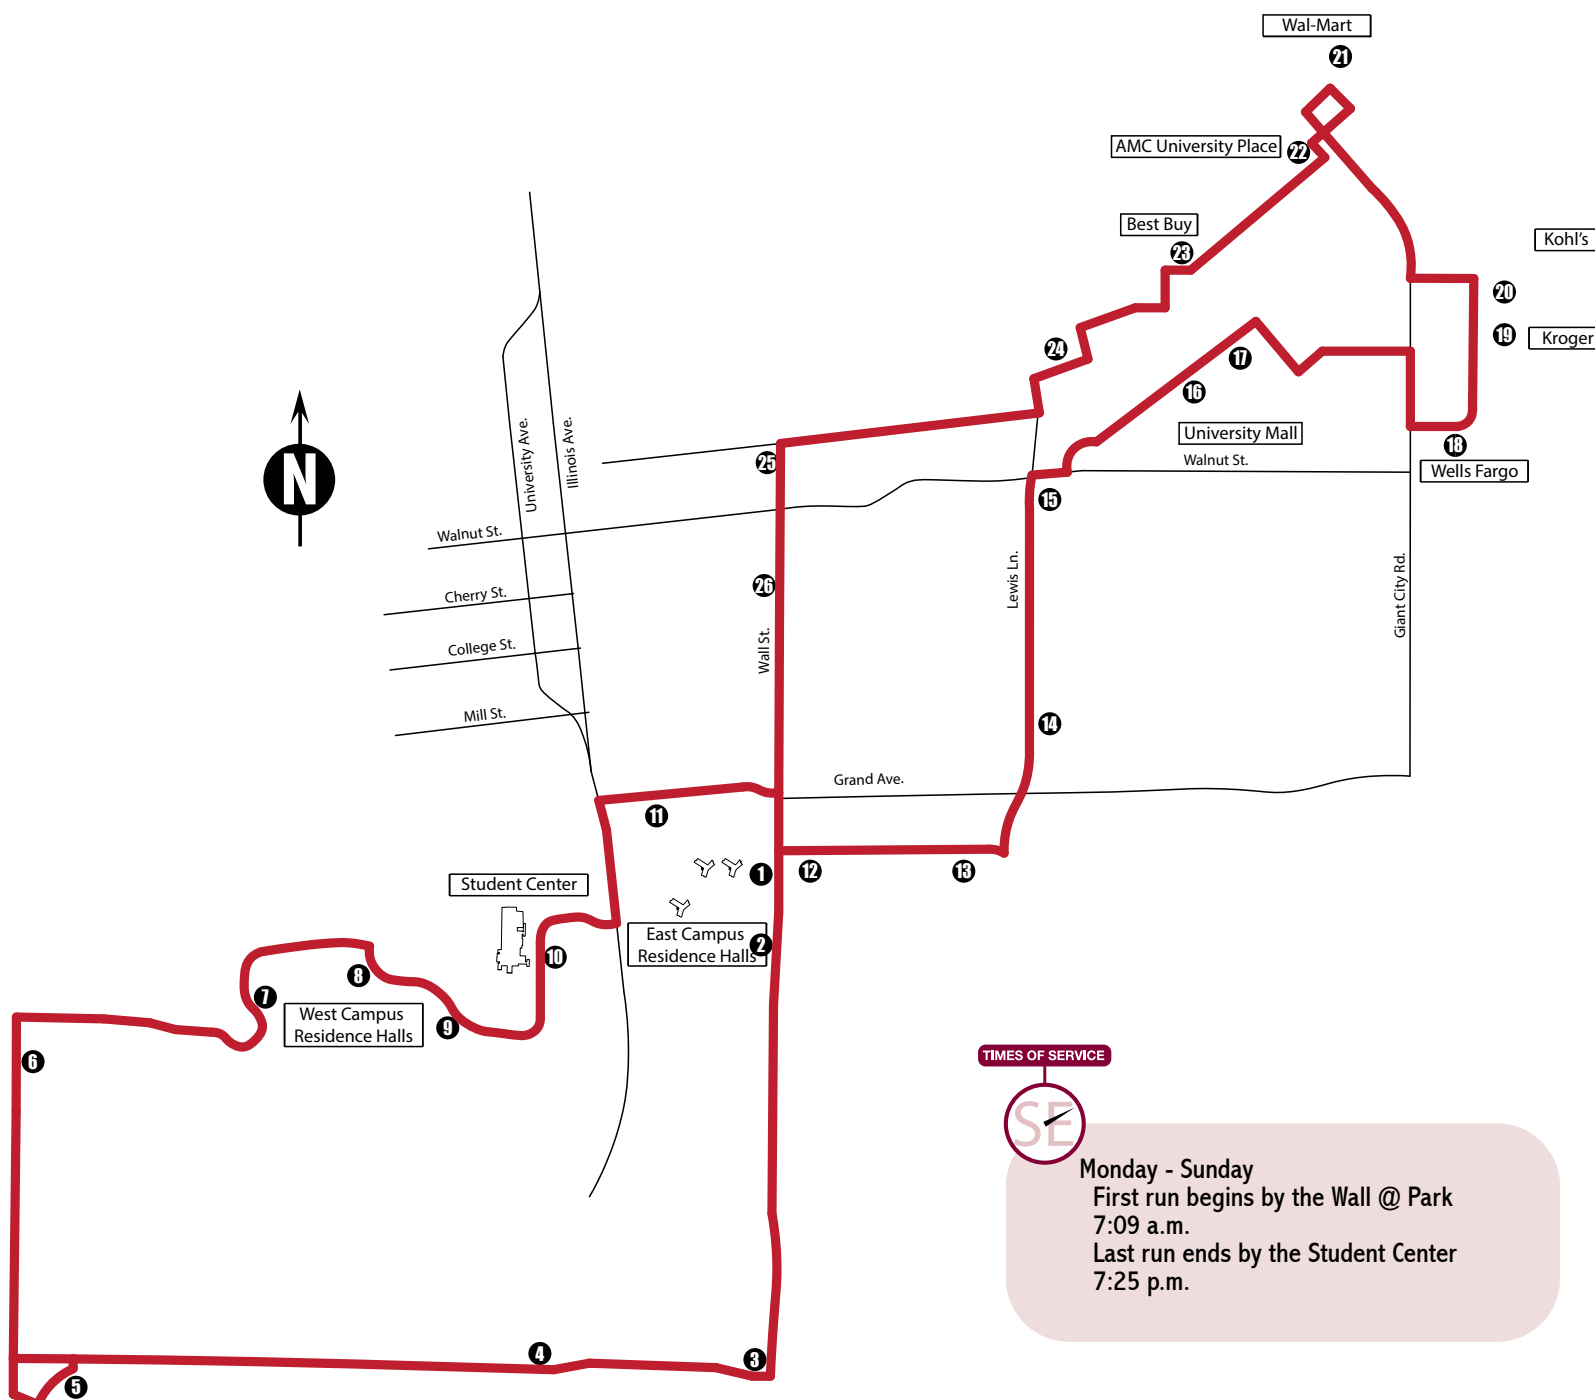 Wal-Mart
21
AMC University Place
22
Best Buy
23
Kohl's
20
19
Kroger
24
17
16
University Mall
Walnut St.
18
Wells Fargo
25
15
N
University Ave.
Illinois Ave.
Walnut St.
Cherry St.
College St.
Mill St.
26
Wall St.
Lewis Ln.
Giant City Rd.
14
Grand Ave.
11
1
12
13
Student Center
East Campus
Residence Halls
2
10
8
7
9
West Campus
Residence Halls
6
4
3
5
TIMES OF SERVICE
SE
Monday - Sunday
First run begins by the Wall @ Park
7:09 a.m.
Last run ends by the Student Center
7:25 p.m.